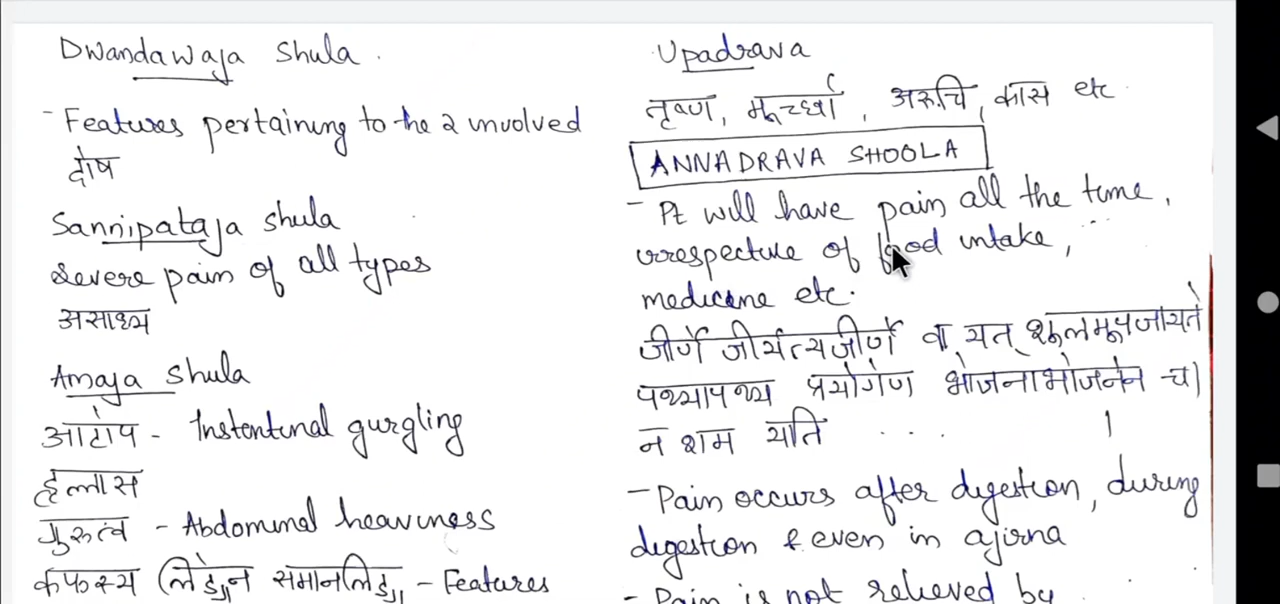 Dwandawaja Shula.
- Features pertaining to the 2 involved
दोष
Sannipataja shula
severe pain of all types
असाध्य
Amaja Shula
आटोप - Instentinal gurgling
हृल्लास
गुरुत्व - Abdominal heaviness
कफस्य लिङ्गेन समानलिङ्ग - Features
Upadrava
तृष्ण, मूर्च्छा, अरुचि, कास etc.
ANNADRAVA SHOOLA
- Pt will have pain all the time,
irrespective of food intake,
medicine etc.
जीर्णे जीर्यत्यजीर्णे वा यत् शूलमूपजायते
पथ्यापथ्य प्रयोगेण भोजनाभोजनेन च।
न शम यति .... ।
- Pain occurs after digestion, during
digestion & even in ajirna
- Pain is not relieved by